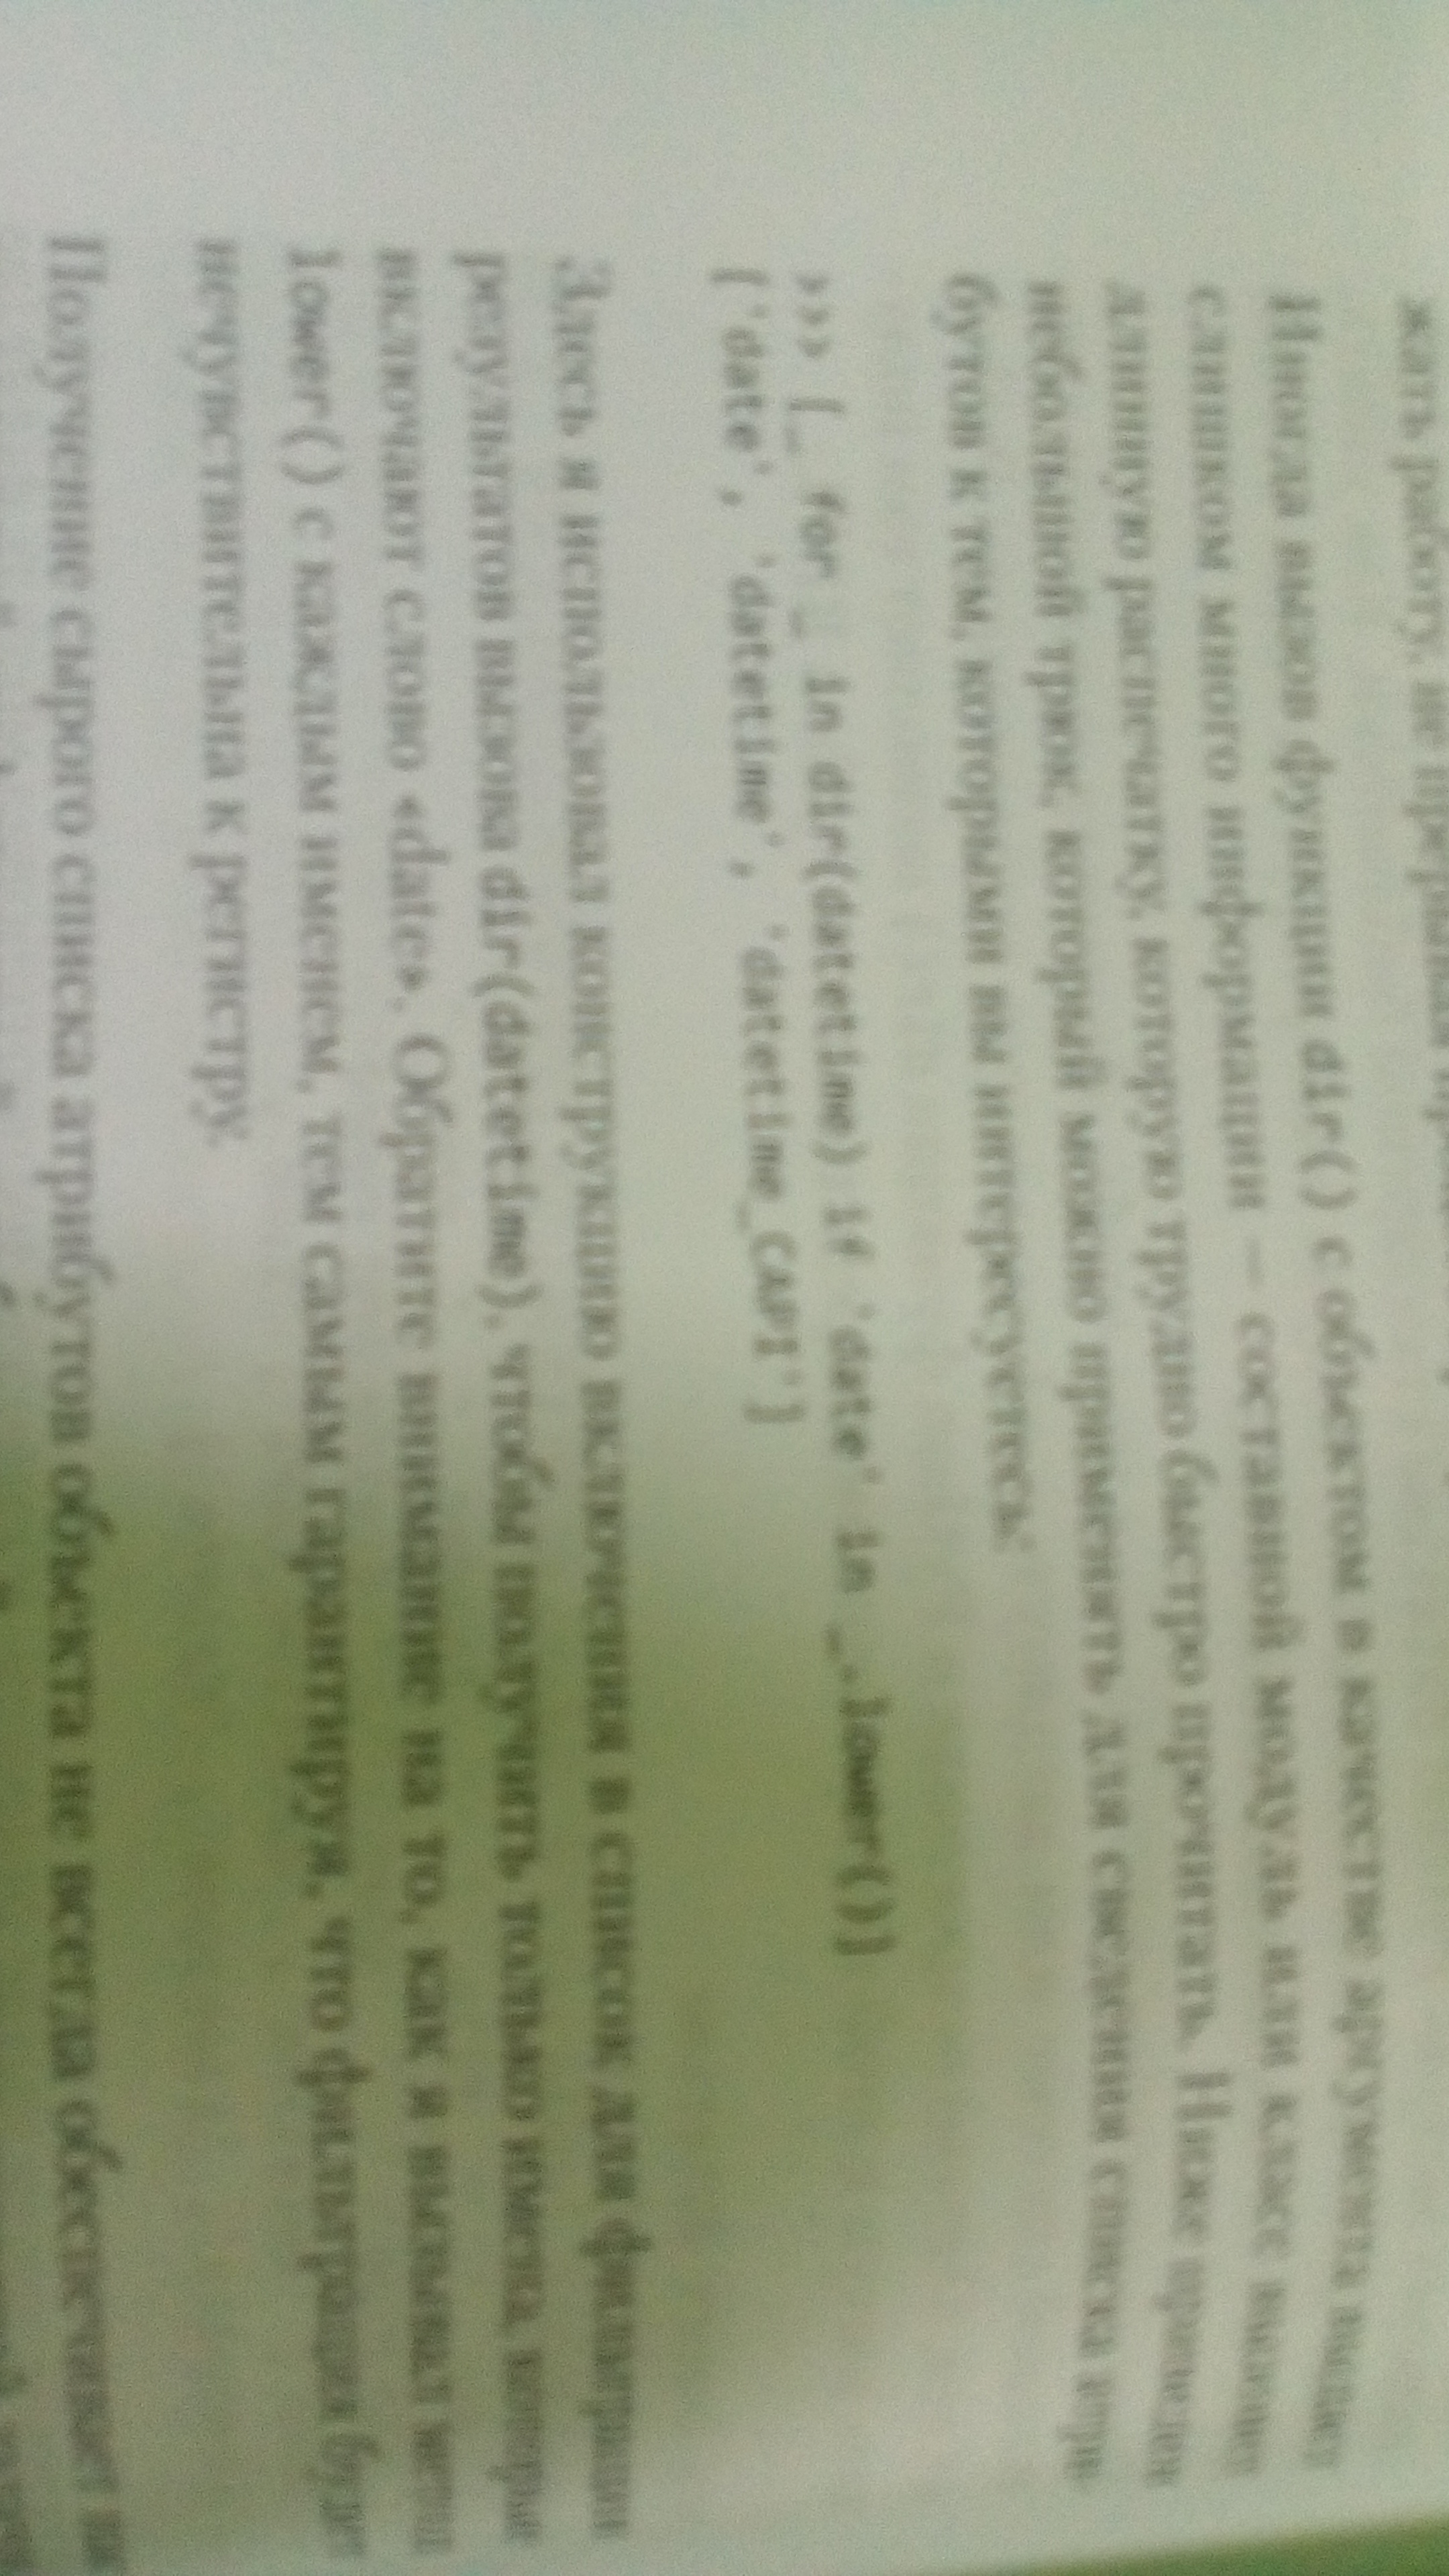 жать работу, не прерывая
Иногда вызов функции dir() с объектом в качестве аргумента выдает
слишком много информации — составной модуль или класс вызовет
длинную распечатку, которую трудно быстро прочитать. Ниже приведен
небольшой трюк, который можно применять для сведения списка атри-
бутов к тем, которыми вы интересуетесь:
>>> [_ for _ in dir(datetime) if 'date' in _.lower()]
['date', 'datetime', 'datetime_CAPI']
Здесь я использовал конструкцию включения в список для фильтрации
результатов вызова dir(datetime), чтобы получить только имена, которые
включают слово «date». Обратите внимание на то, как я вызывал метод
lower() с каждым именем, тем самым гарантируя, что фильтрация будет
нечувствительна к регистру.
Получение сырого списка атрибутов объекта не всегда обеспечивает